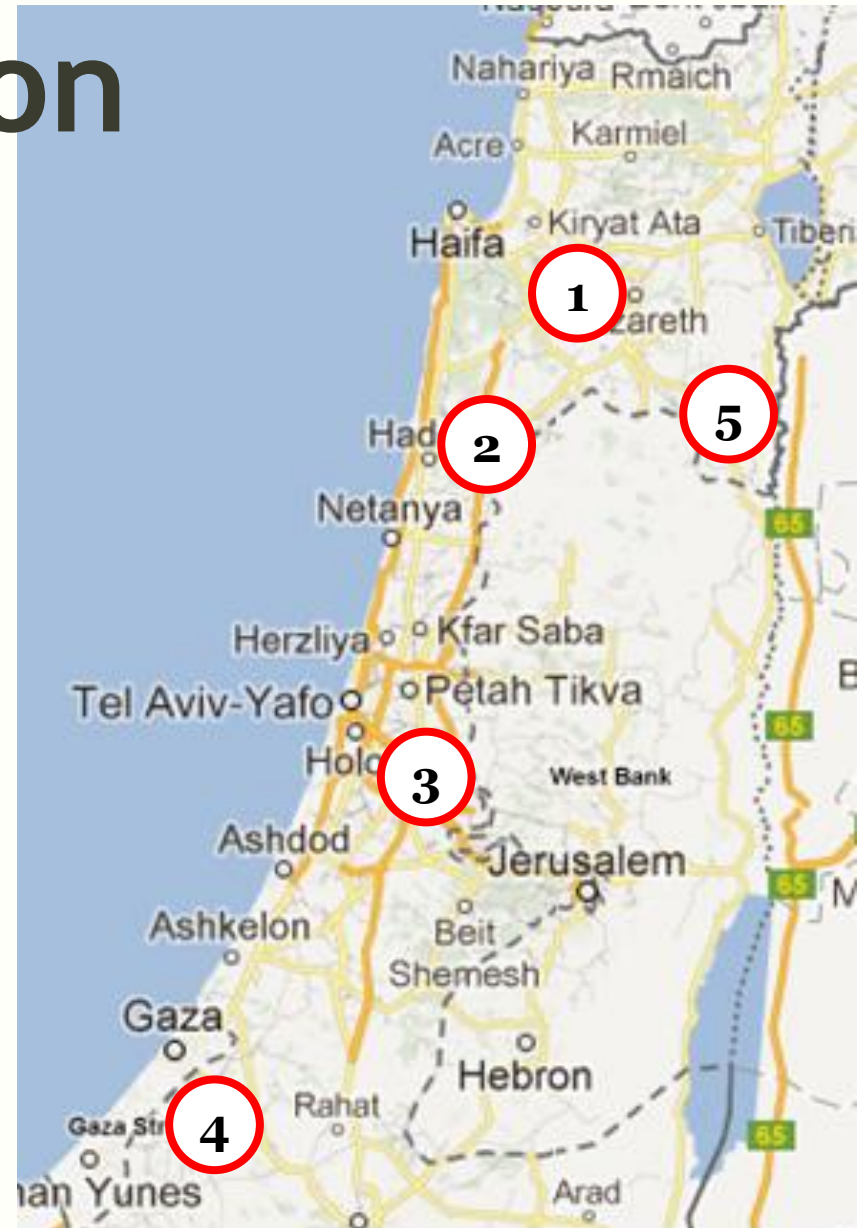 on
Nahariya Rmaich
Acre Karmiel
Haifa Kiryat Ata Tiberi
1
zareth
Had 2 5
Netanya
65
Herzliya Kfar Saba
Tel Aviv-Yafo Petah Tikva
B
65
Holo 3 West Bank
Ashdod
Jerusalem
65 M
Ashkelon Beit
Shemesh
Gaza
Hebron
Gaza Str 4 Rahat
65
nan Yunes Arad